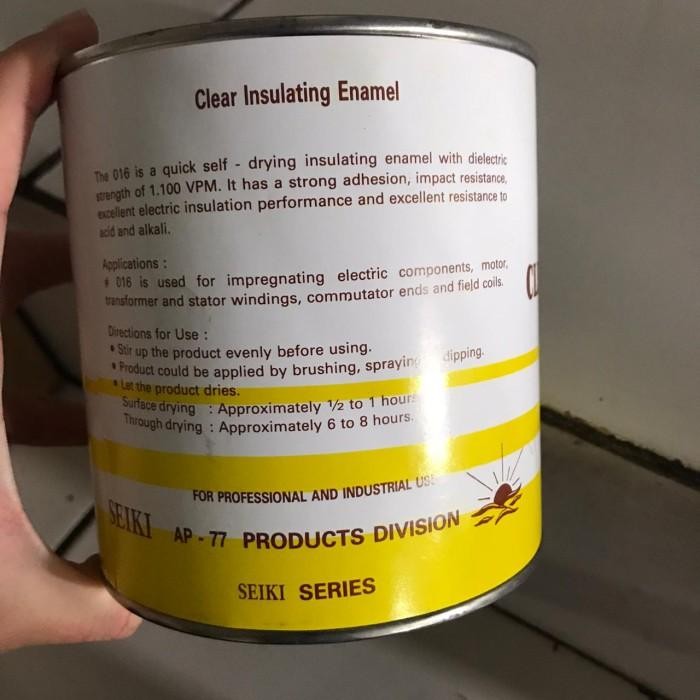 Clear Insulating Enamel
The 016 is a quick self - drying insulating enamel with dielectric
strength of 1.100 VPM. It has a strong adhesion, impact resistance,
excellent electric insulation performance and excellent resistance to
acid and alkali.
Applications :
# 016 is used for impregnating electric components, motor,
transformer and stator windings, commutator ends and field coils.
Directions for Use :
• Stir up the product evenly before using.
• Product could be applied by brushing, spraying dipping.
• Let the product dries.
Surface drying : Approximately ½ to 1 hours
Through drying : Approximately 6 to 8 hours.
FOR PROFESSIONAL AND INDUSTRIAL USE
SEIKI AP - 77 PRODUCTS DIVISION
SEIKI SERIES